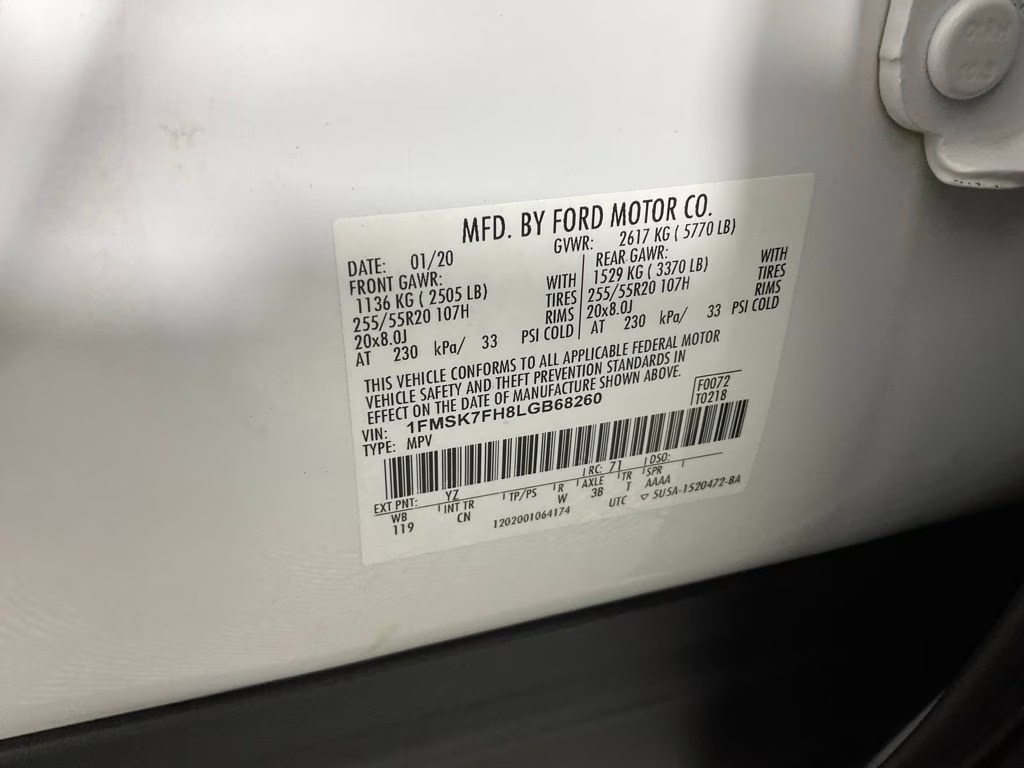 MFD. BY FORD MOTOR CO.
DATE: 01/20 GVWR: 2617 KG ( 5770 LB)
FRONT GAWR: REAR GAWR:
1136 KG ( 2505 LB) WITH 1529 KG ( 3370 LB) WITH
255/55R20 107H TIRES 255/55R20 107H TIRES
20x8.0J RIMS 20x8.0J RIMS
AT 230 kPa/ 33 PSI COLD AT 230 kPa/ 33 PSI COLD
THIS VEHICLE CONFORMS TO ALL APPLICABLE FEDERAL MOTOR
VEHICLE SAFETY AND THEFT PREVENTION STANDARDS IN
EFFECT ON THE DATE OF MANUFACTURE SHOWN ABOVE.
VIN: 1FMSK7FH8LGB68260 F0072
TYPE: MPV T0218
EXT PNT: YZ RC: 71 DSO:
WB INT TR TP/PS R AXLE TR SPR
119 CN W 3B T AAAA
1202001064174 UTC 5U5A-1520472-BA